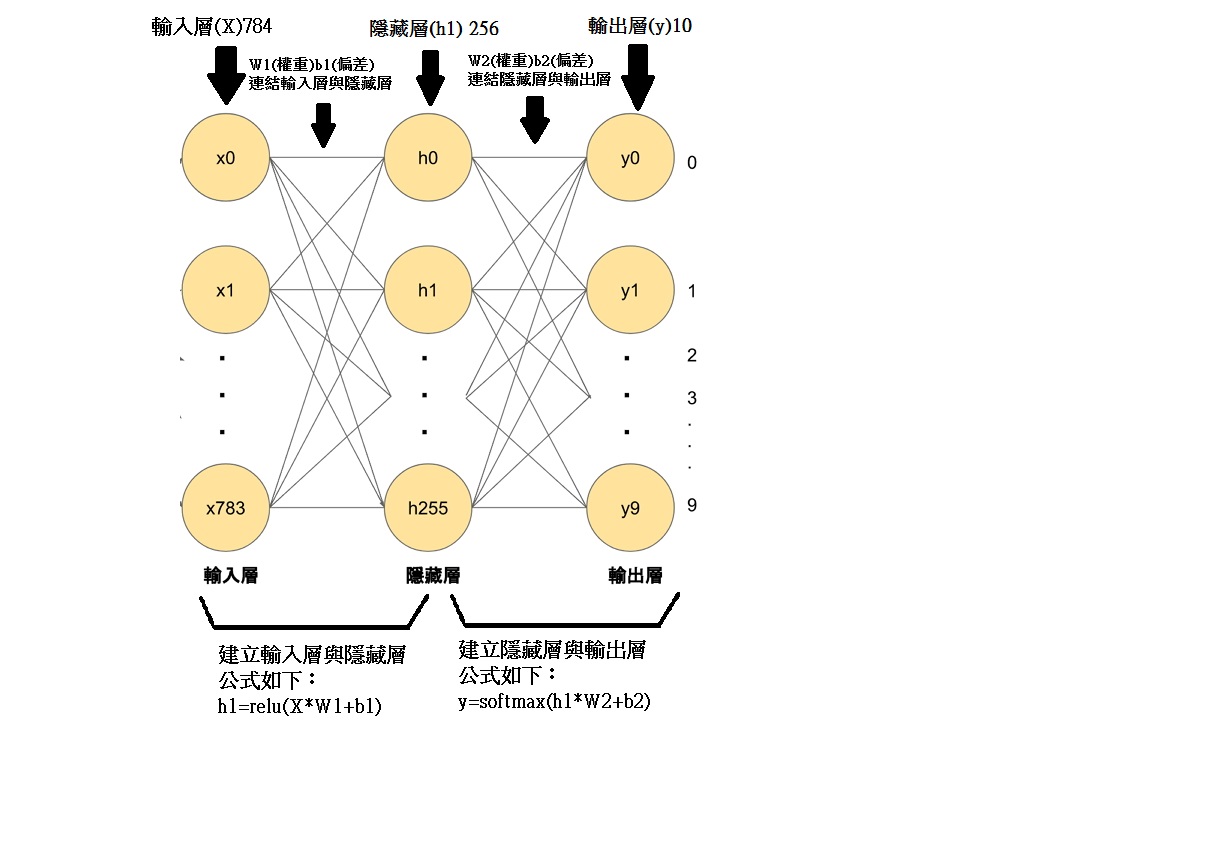 輸入層(X)784
隱藏層(h1) 256
輸出層(y)10
W1(權重)b1(偏差)
連結輸入層與隱藏層
W2(權重)b2(偏差)
連結隱藏層與輸出層
x0
h0
y0
0
x1
h1
y1
1
2
3
x783
h255
y9
9
輸入層
隱藏層
輸出層
建立輸入層與隱藏層
公式如下：
h1=relu(X*W1+b1)
建立隱藏層與輸出層
公式如下：
y=softmax(h1*W2+b2)